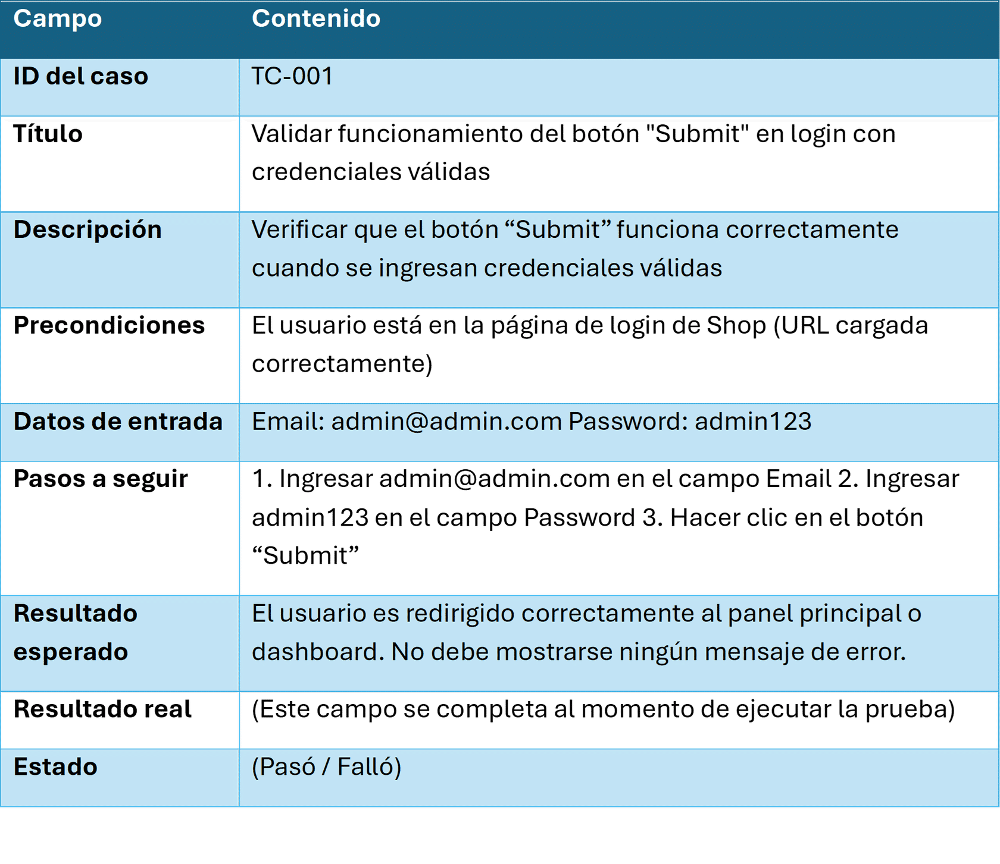 Campo Contenido
ID del caso TC-001
Título Validar funcionamiento del botón "Submit" en login con
credenciales válidas
Descripción Verificar que el botón “Submit” funciona correctamente
cuando se ingresan credenciales válidas
Precondiciones El usuario está en la página de login de Shop (URL cargada
correctamente)
Datos de entrada Email: admin@admin.com Password: admin123
Pasos a seguir 1. Ingresar admin@admin.com en el campo Email 2. Ingresar
admin123 en el campo Password 3. Hacer clic en el botón
“Submit”
Resultado El usuario es redirigido correctamente al panel principal o
esperado dashboard. No debe mostrarse ningún mensaje de error.
Resultado real (Este campo se completa al momento de ejecutar la prueba)
Estado (Pasó / Falló)